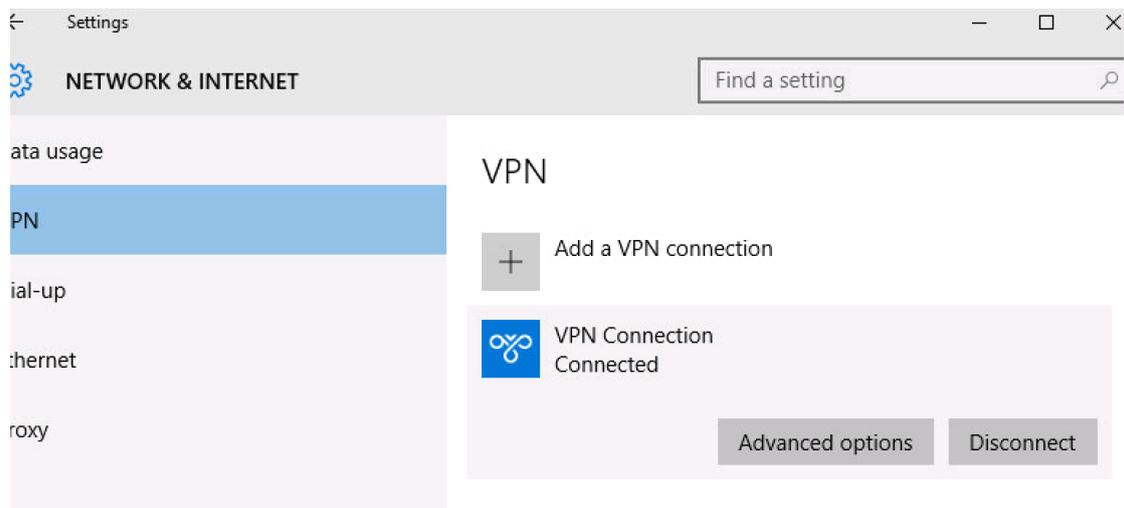 Settings
NETWORK & INTERNET
Find a setting
ata usage
PN
ial-up
thernet
roxy
VPN
Add a VPN connection
VPN Connection
Connected
Advanced options
Disconnect